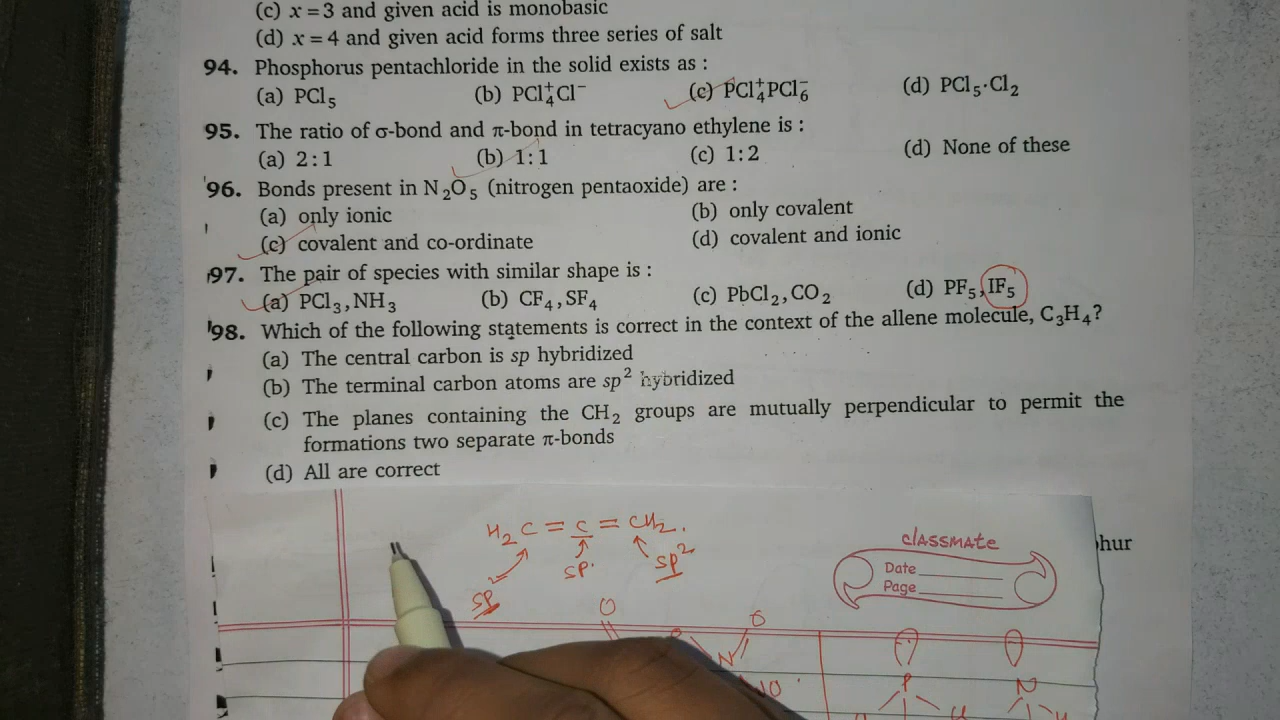 (c) x = 3 and given acid is monobasic
(d) x = 4 and given acid forms three series of salt
94. Phosphorus pentachloride in the solid exists as :
(a) PCl₅ (b) PCl₄⁺Cl⁻ (c) PCl₄⁺PCl₆⁻ (d) PCl₅·Cl₂
95. The ratio of σ-bond and π-bond in tetracyano ethylene is :
(a) 2 : 1 (b) 1 : 1 (c) 1 : 2 (d) None of these
96. Bonds present in N₂O₅ (nitrogen pentaoxide) are :
(a) only ionic (b) only covalent
(c) covalent and co-ordinate (d) covalent and ionic
97. The pair of species with similar shape is :
(a) PCl₃, NH₃ (b) CF₄, SF₄ (c) PbCl₂, CO₂ (d) PF₅, IF₅
98. Which of the following statements is correct in the context of the allene molecule, C₃H₄?
(a) The central carbon is sp hybridized
(b) The terminal carbon atoms are sp² hybridized
(c) The planes containing the CH₂ groups are mutually perpendicular to permit the
formations two separate π-bonds
(d) All are correct
H₂C = C = CH₂.
sp² sp. sp²
hur
classmate
Date
Page
O O
N
P N